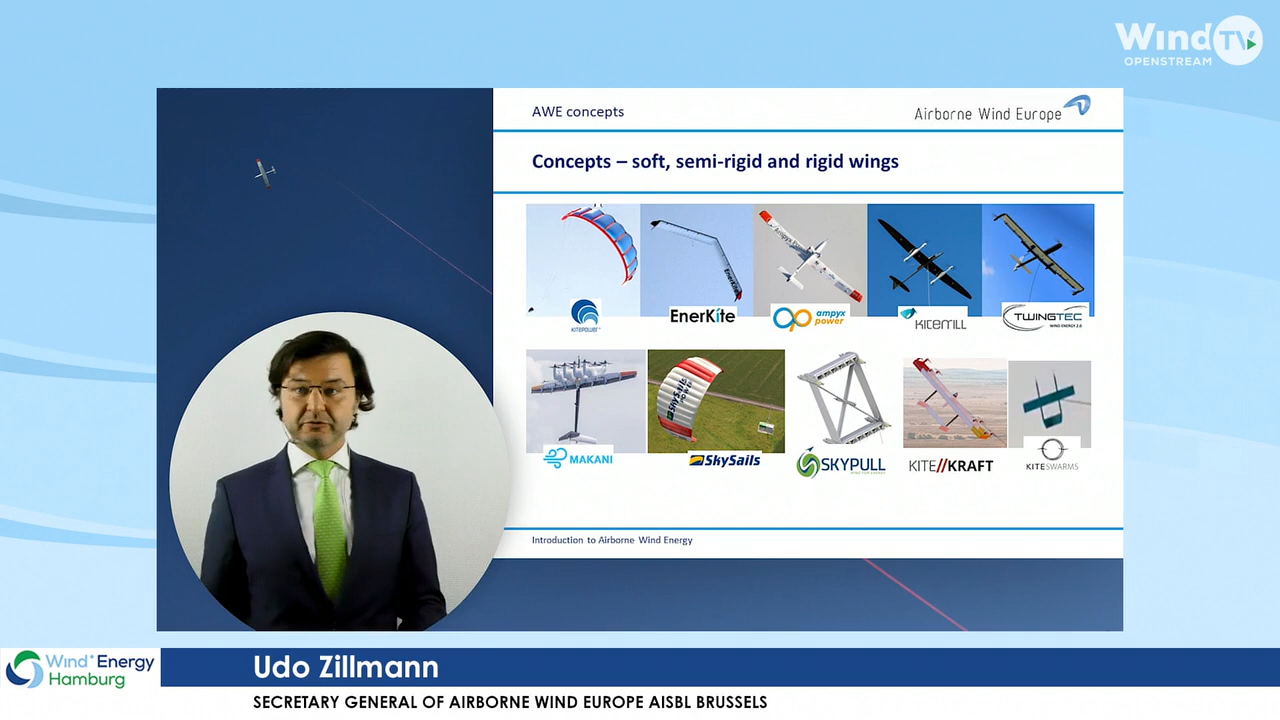 WindTV
OPENSTREAM
AWE concepts
Airborne Wind Europe
Concepts – soft, semi-rigid and rigid wings
KITEPOWER
EnerKite
ampyx
power
KITEMILL
TWINGTEC
WIND ENERGY 2.0
MAKANI
SkySails
SKYPULL
KITE//KRAFT
KITESWARMS
Introduction to Airborne Wind Energy
Wind Energy
Hamburg
Udo Zillmann
SECRETARY GENERAL OF AIRBORNE WIND EUROPE AISBL BRUSSELS